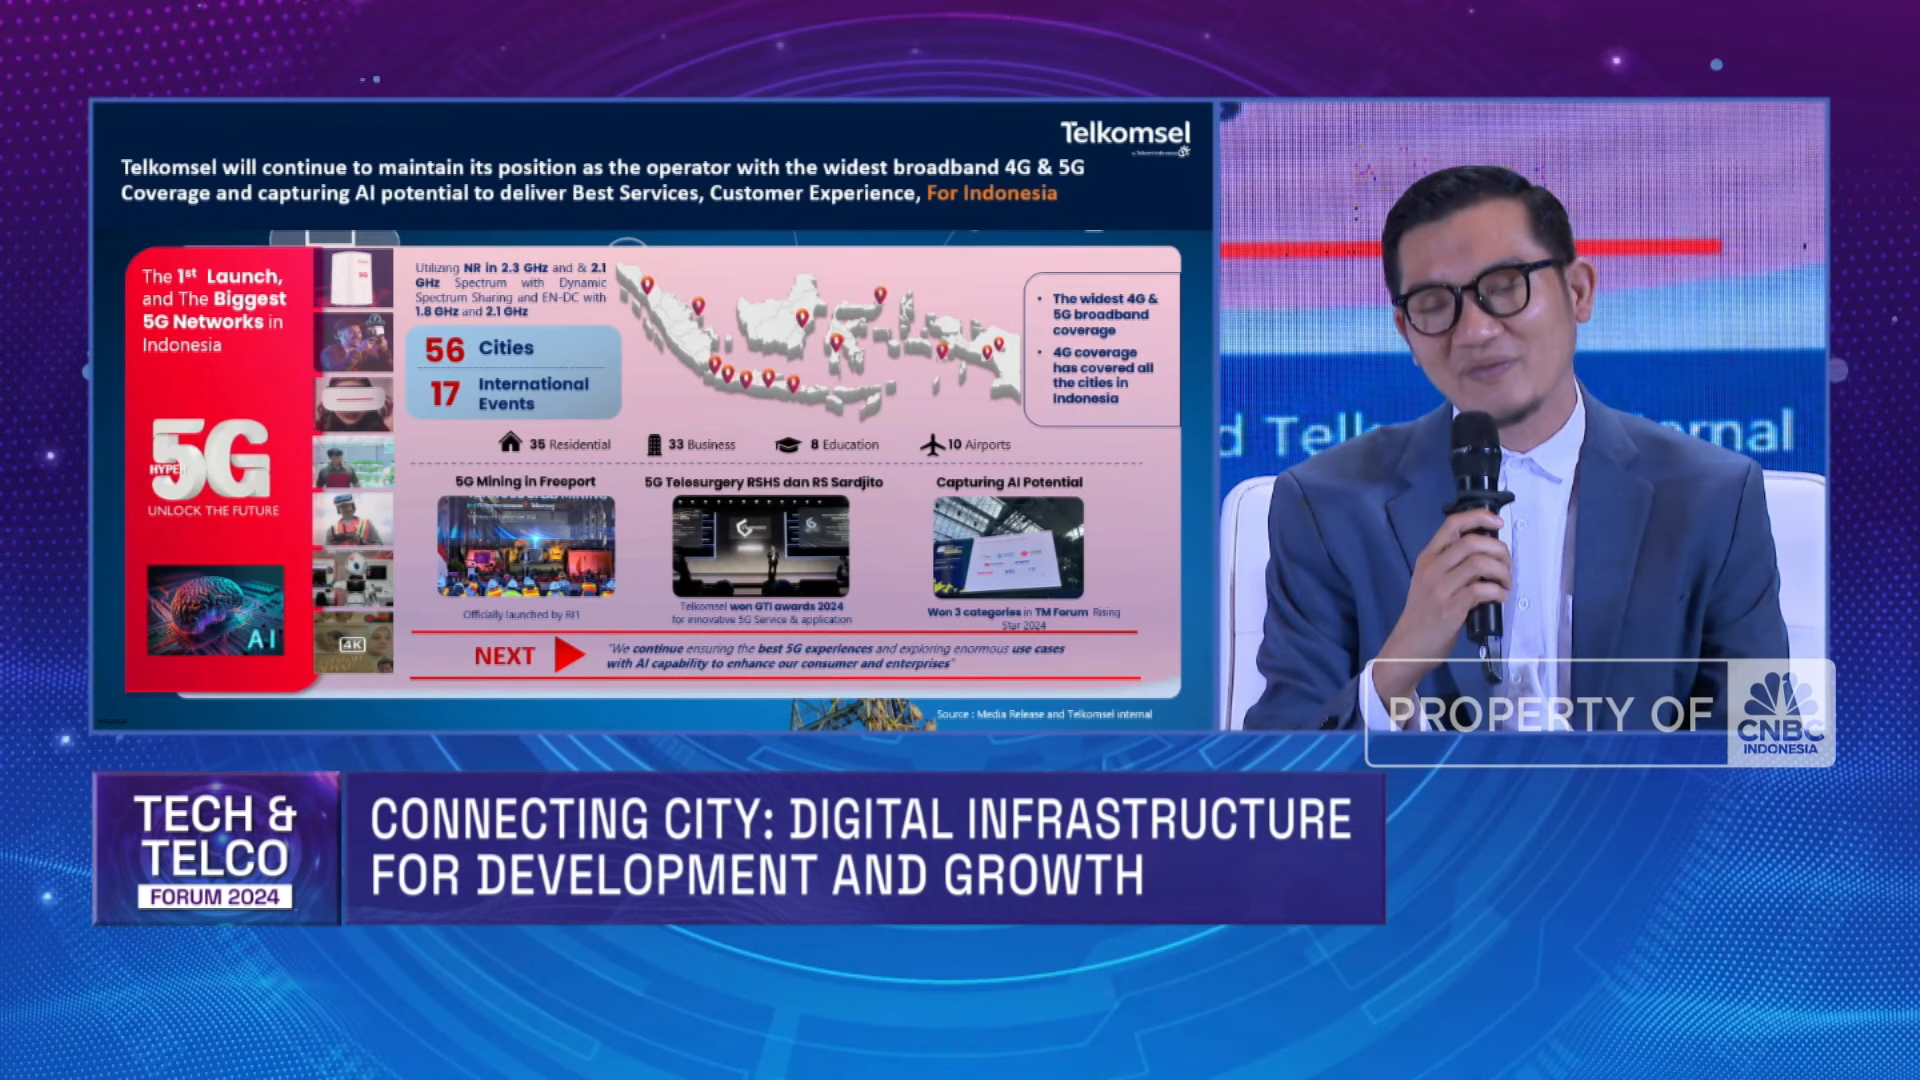 Telkomsel
Telkomsel will continue to maintain its position as the operator with the widest broadband 4G & 5G
Coverage and capturing AI potential to deliver Best Services, Customer Experience, For Indonesia
The 1st Launch,
and The Biggest
5G Networks in
Indonesia
5G
HYPER
UNLOCK THE FUTURE
AI
4K
Utilizing NR in 2.3 GHz and & 2.1
GHz Spectrum with Dynamic
Spectrum Sharing and EN-DC with
1.8 GHz and 2.1 GHz
56 Cities
17 International
Events
• The widest 4G &
5G broadband
coverage
• 4G coverage
has covered all
the cities in
Indonesia
35 Residential
33 Business
8 Education
10 Airports
5G Mining in Freeport
Officially launched by RI1
5G Telesurgery RSHS dan RS Sardjito
Telkomsel won GTI awards 2024
for innovative 5G Service & application
Capturing AI Potential
Won 3 categories in TM Forum Rising
Star 2024
NEXT
"We continue ensuring the best 5G experiences and exploring enormous use cases
with AI capability to enhance our consumer and enterprises"
Source : Media Release and Telkomsel internal
d Telk
ernal
PROPERTY OF
CNBC
INDONESIA
TECH &
TELCO
FORUM 2024
CONNECTING CITY: DIGITAL INFRASTRUCTURE
FOR DEVELOPMENT AND GROWTH